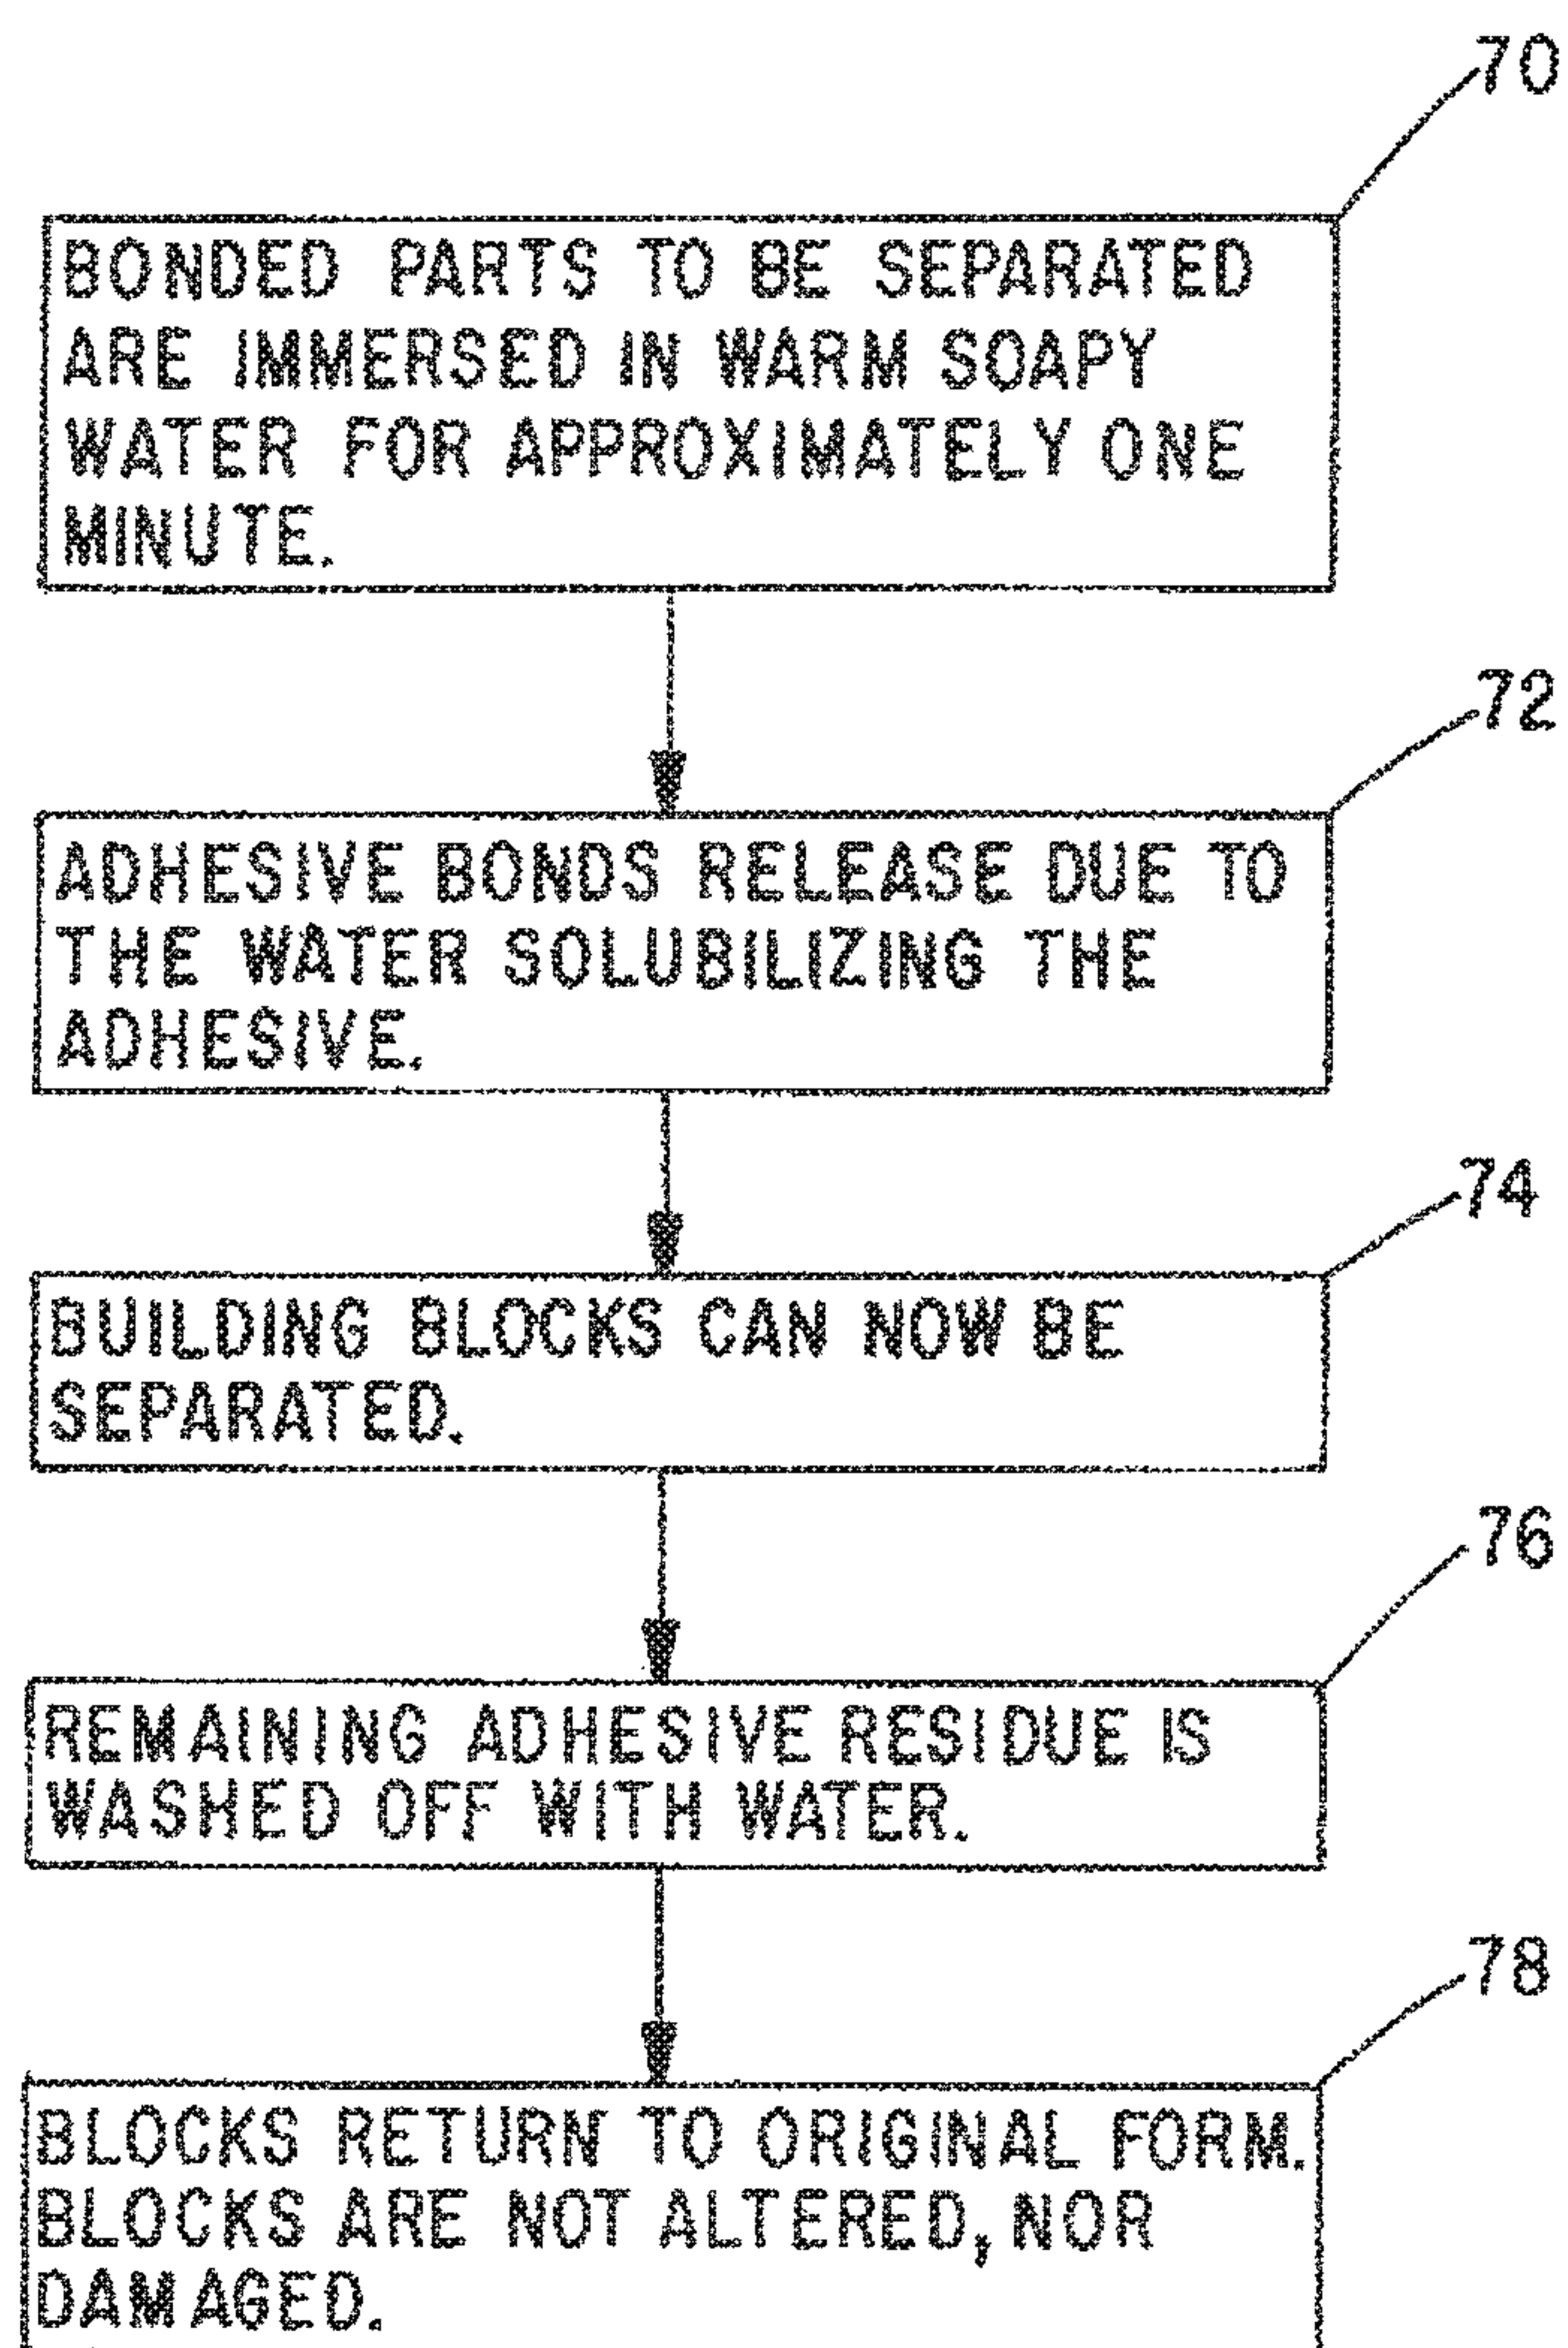 70
BONDED PARTS TO BE SEPARATED
ARE IMMERSED IN WARM SOAPY
WATER FOR APPROXIMATELY ONE
MINUTE.
72
ADHESIVE BONDS RELEASE DUE TO
THE WATER SOLUBILIZING THE
ADHESIVE.
74
BUILDING BLOCKS CAN NOW BE
SEPARATED.
76
REMAINING ADHESIVE RESIDUE IS
WASHED OFF WITH WATER.
78
BLOCKS RETURN TO ORIGINAL FORM.
BLOCKS ARE NOT ALTERED, NOR
DAMAGED.